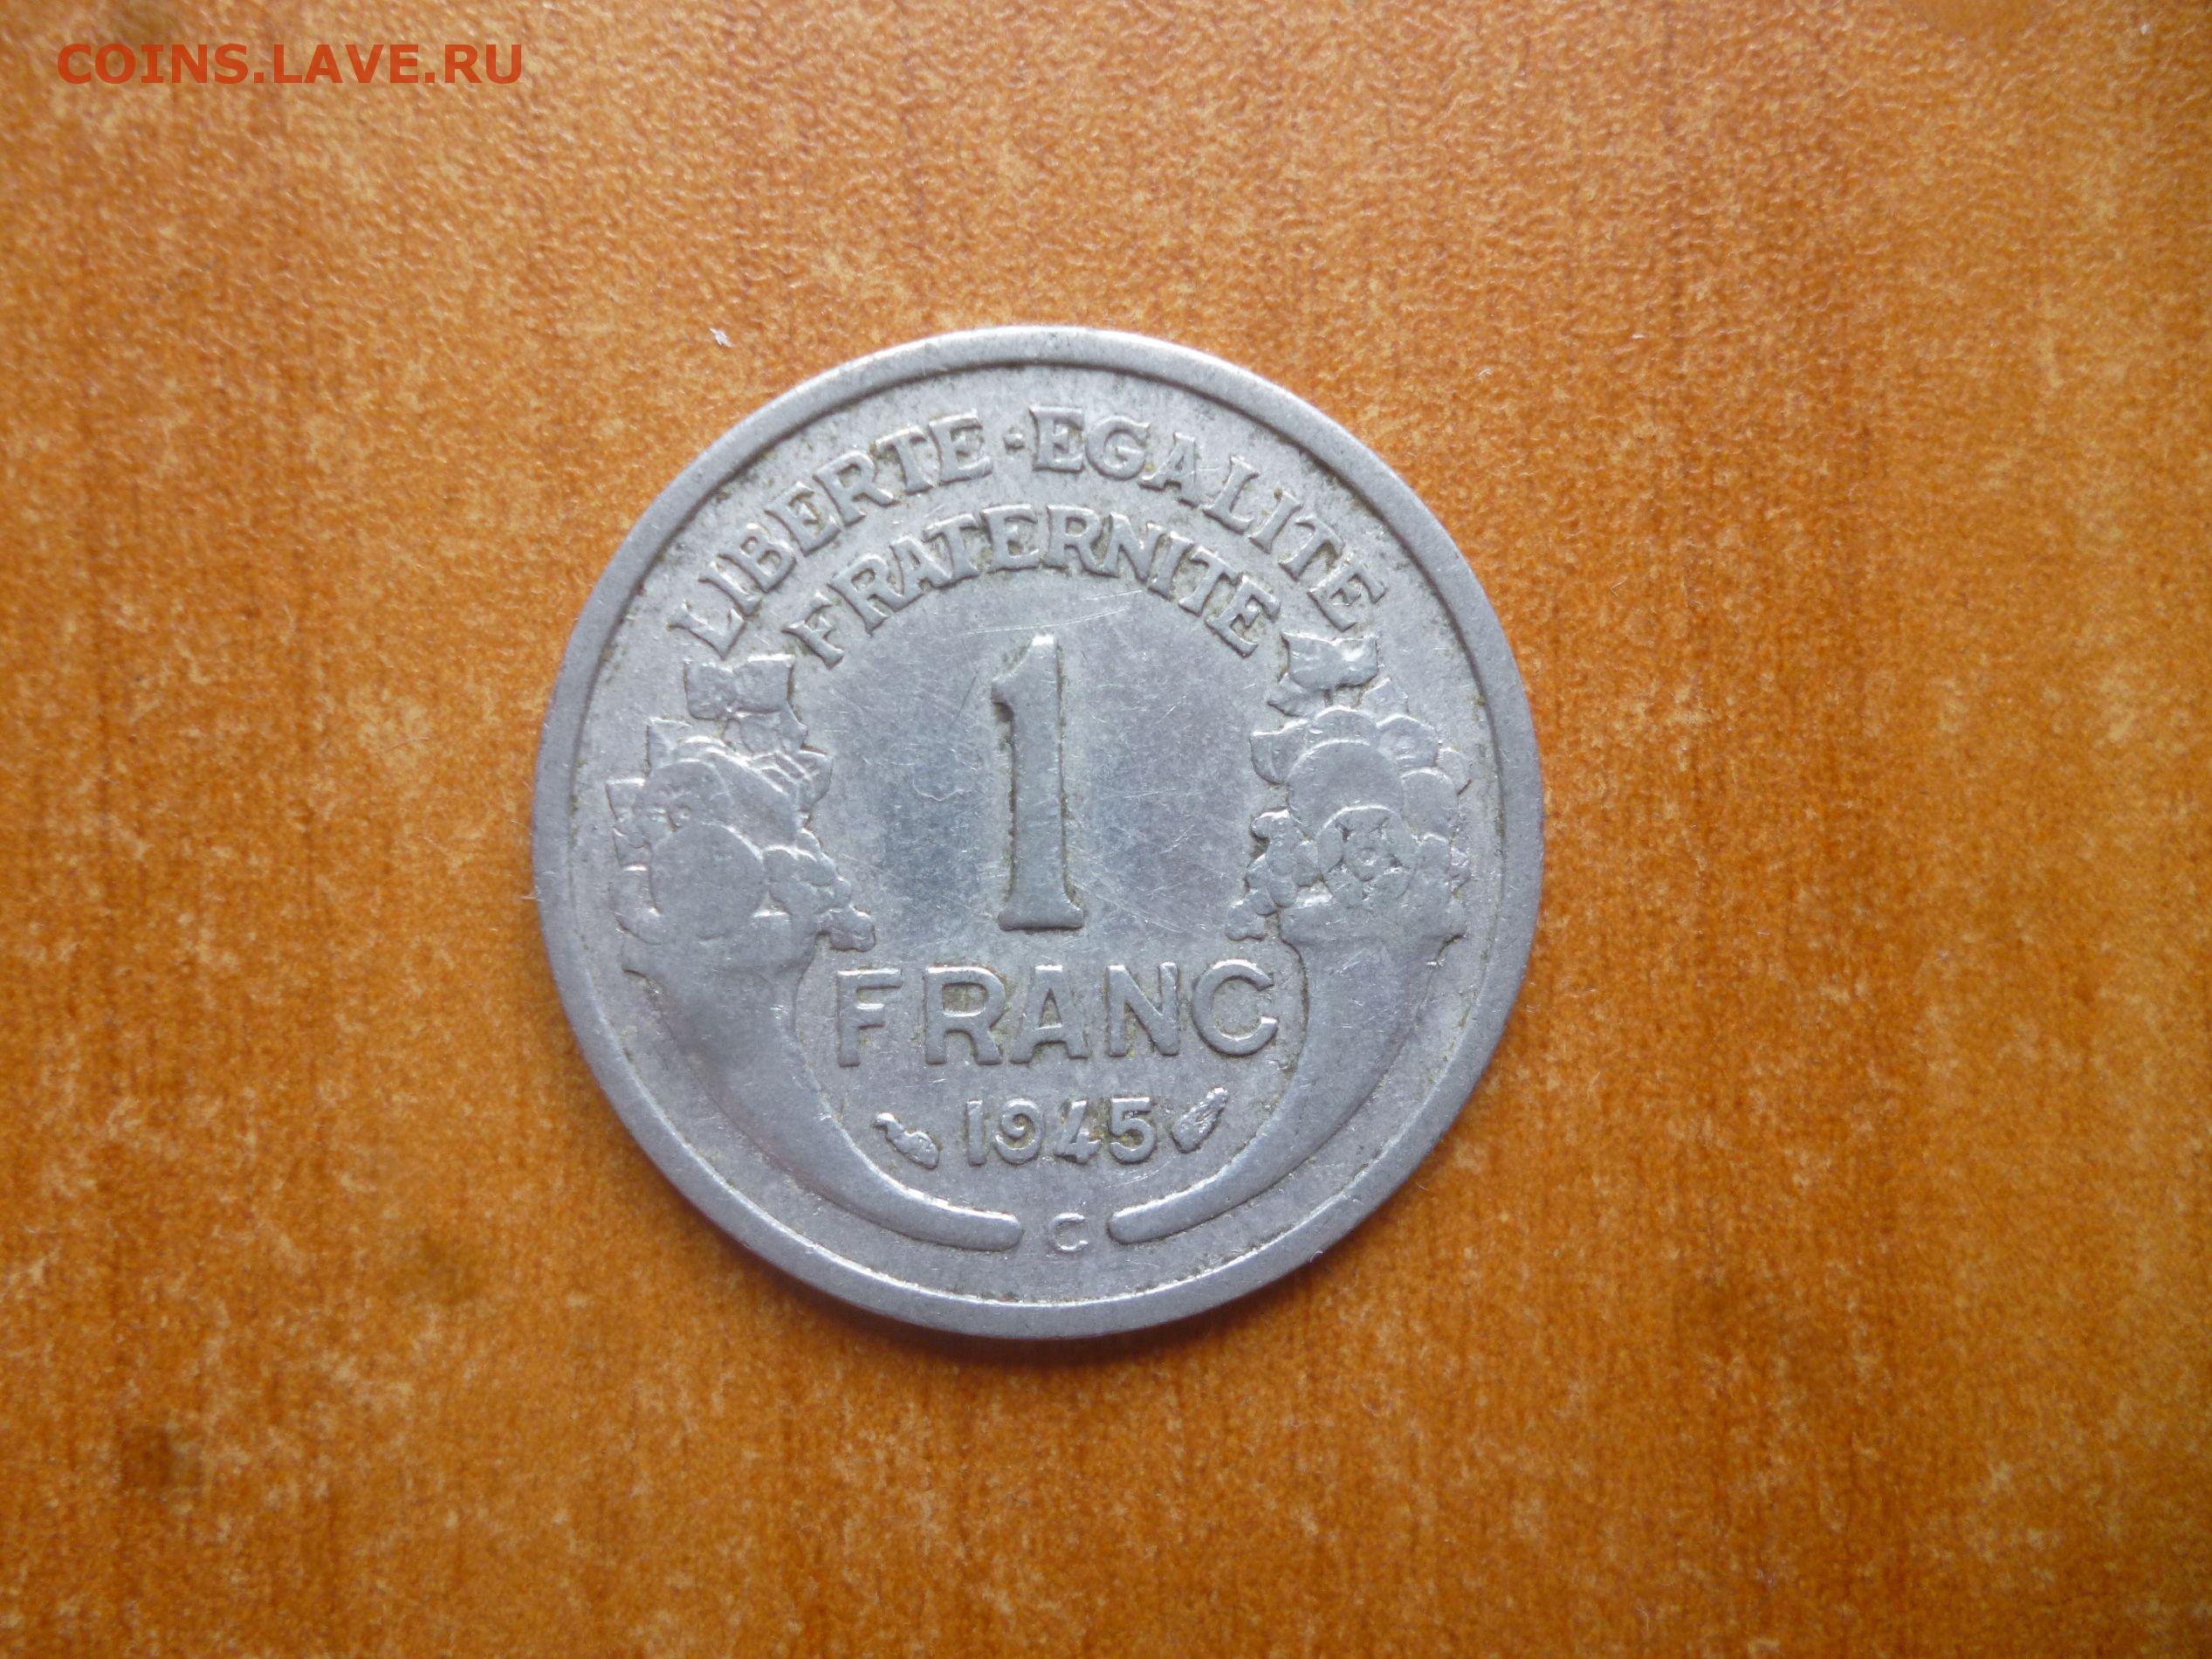 COINS.LAVE.RU
LIBERTE·EGALITE
FRATERNITE
1
FRANC
1945
C